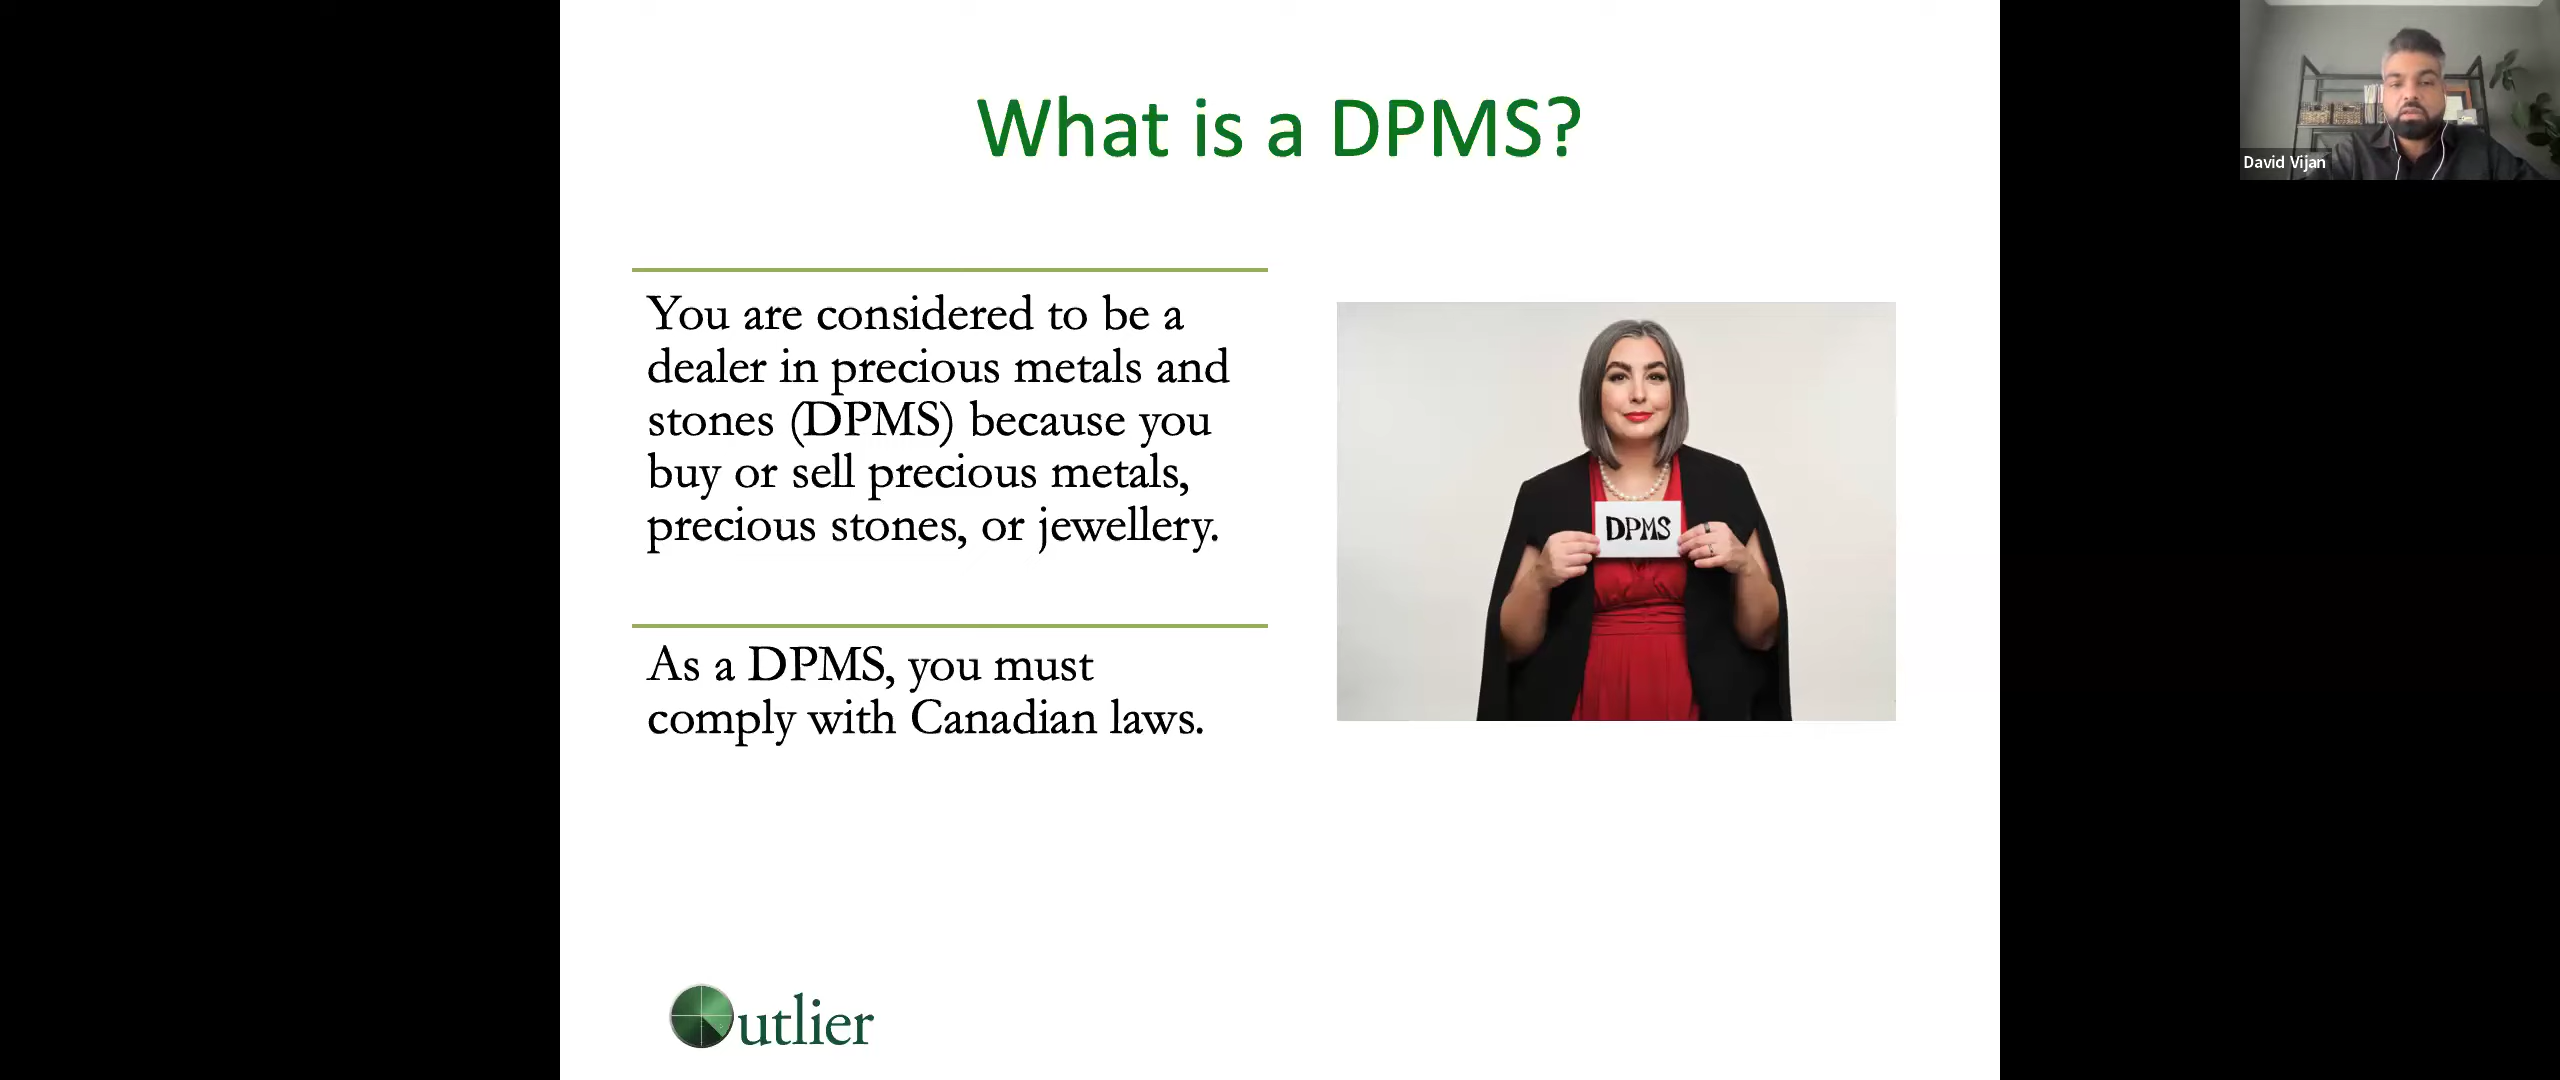 What is a DPMS?
David Vijan
You are considered to be a
dealer in precious metals and
stones (DPMS) because you
buy or sell precious metals,
precious stones, or jewellery.
DPMS
As a DPMS, you must
comply with Canadian laws.
Outlier